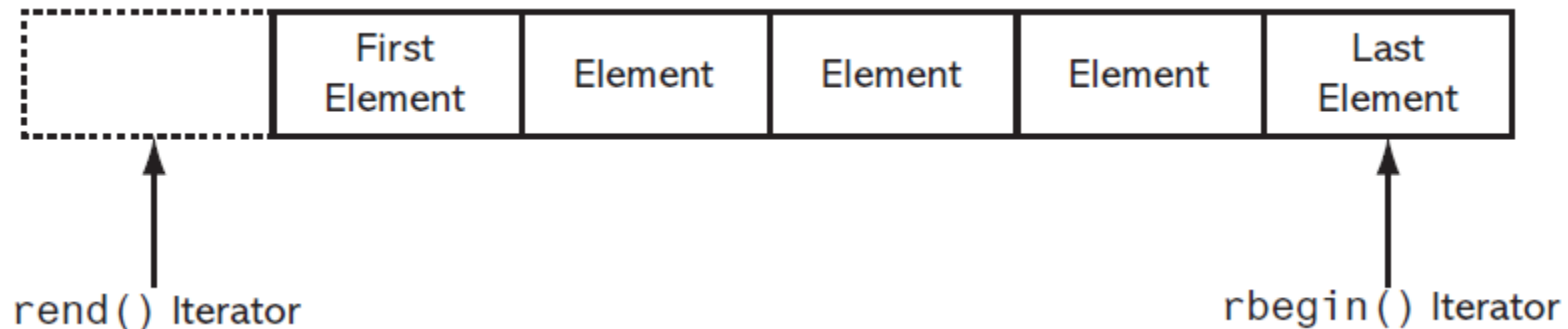 First
Element
Element
Element
Element
Last
Element
rend() Iterator
rbegin() Iterator